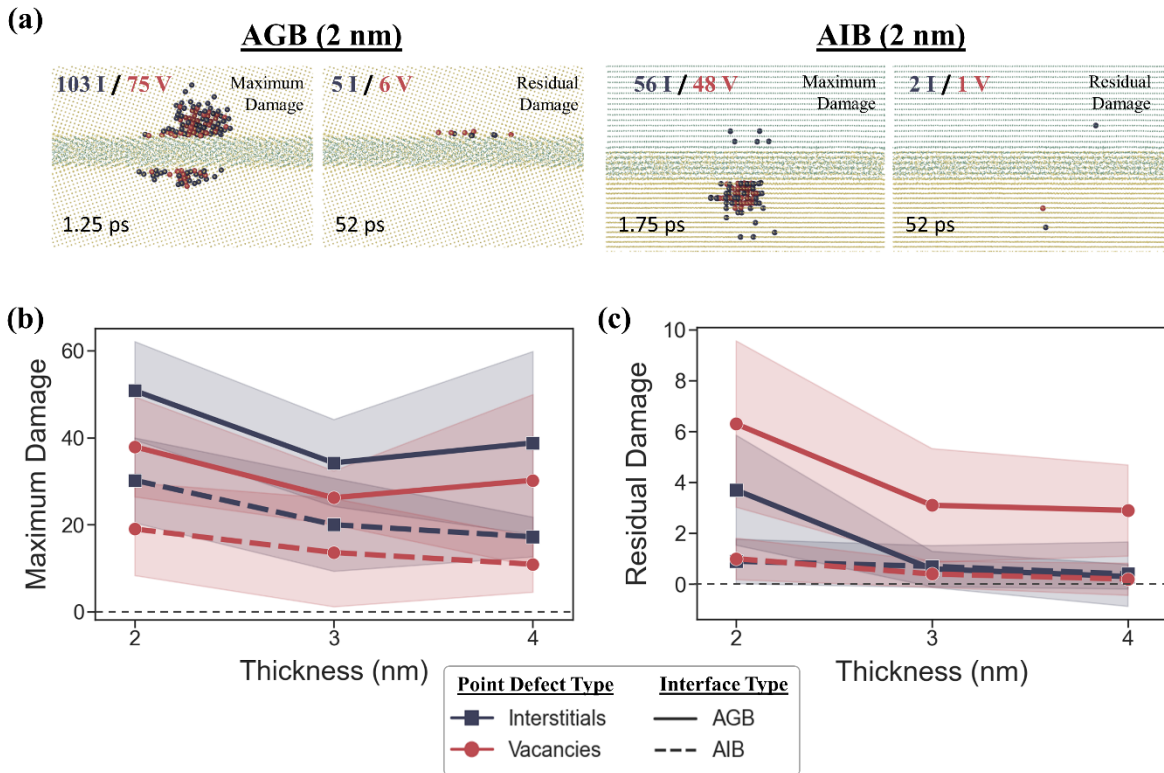 (a)
AGB (2 nm)
AIB (2 nm)
103 I / 75 V
Maximum
Damage
1.25 ps
5 I / 6 V
Residual
Damage
52 ps
56 I / 48 V
Maximum
Damage
1.75 ps
2 I / 1 V
Residual
Damage
52 ps
(b)
Maximum Damage
60
40
20
0
2
3
4
Thickness (nm)
(c)
Residual Damage
10
8
6
4
2
0
2
3
4
Thickness (nm)
Point Defect Type
Interstitials
Vacancies
Interface Type
AGB
AIB